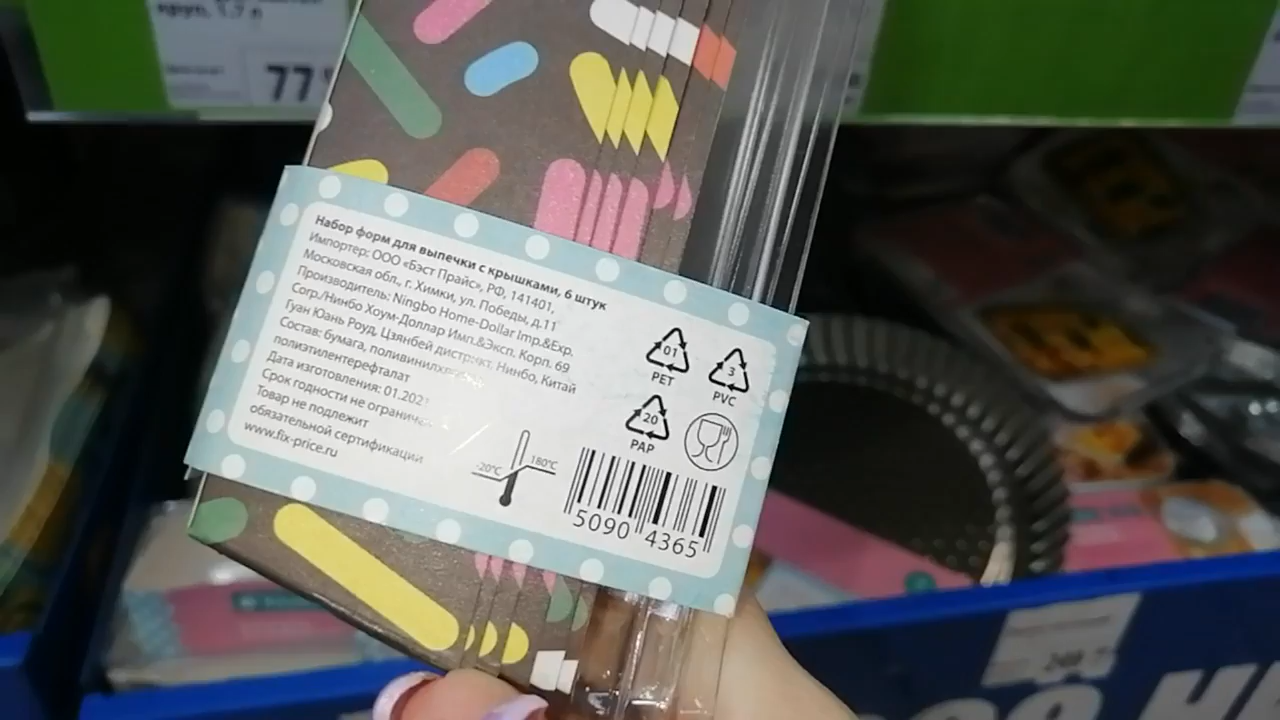 круп. 1.7 л
77
Набор форм для выпечки с крышками, 6 штук
Импортер: ООО «Бэст Прайс», РФ, 141401,
Московская обл., г. Химки, ул. Победы, д.11
Производитель: Ningbo Home-Dollar Imp.&Exp.
Corp/Нинбо Хоум-Доллар Имп.&Эксп. Корп. 69
Гуан Юань Роуд, Цзянбей дистрикт, Нинбо, Китай
Состав: бумага,
полиэтилентерефталат
Дата изготовления: 01.2021
Срок годности не
Товар не подлежит
обязательной сертификации
www.fix-price.ru
01
PET
3
PVC
20
PAP
-20°C
180°C
5090 4365